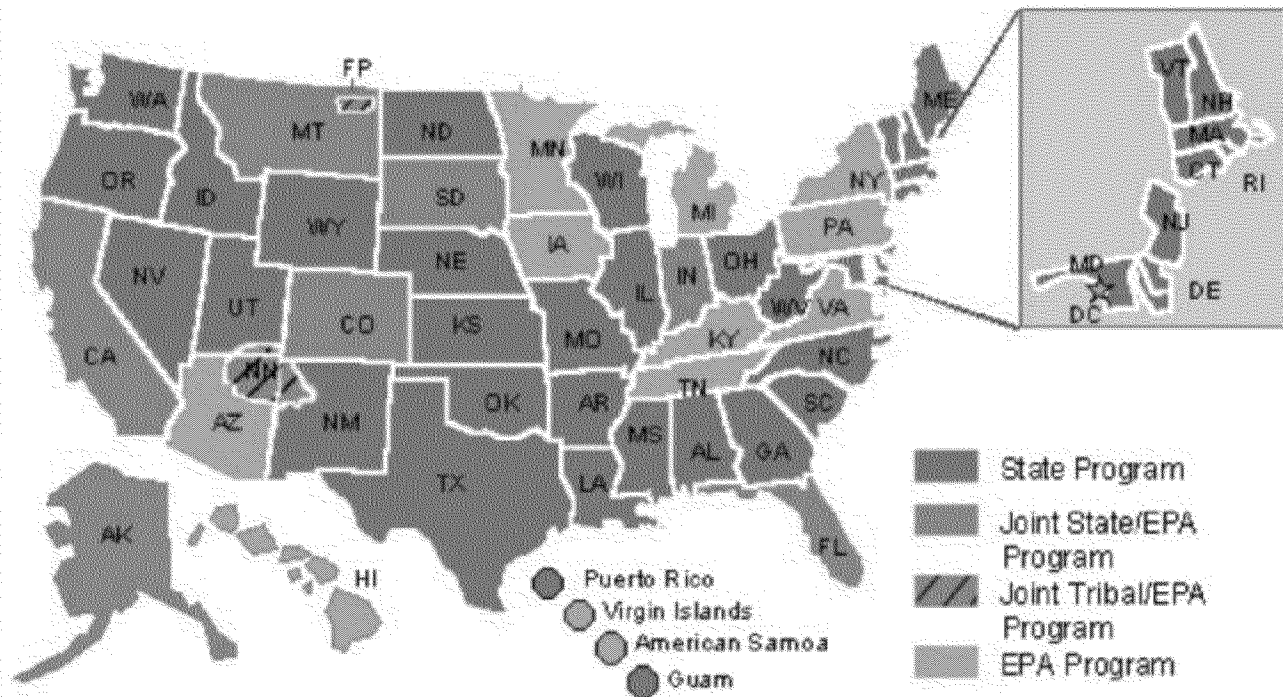 FP
WA
MT
ND
MN
ME
OR
ID
WY
SD
WI
MI
NY
NV
UT
CO
NE
IA
IL
IN
OH
PA
CA
KS
MO
KY
WV
VA
NN
AZ
NM
OK
AR
TN
NC
SC
TX
LA
MS
AL
GA
FL
AK
HI
VT
NH
MA
CT
RI
NJ
MD
DE
DC
Puerto Rico
Virgin Islands
American Samoa
Guam
State Program
Joint State/EPA
Program
Joint Tribal/EPA
Program
EPA Program